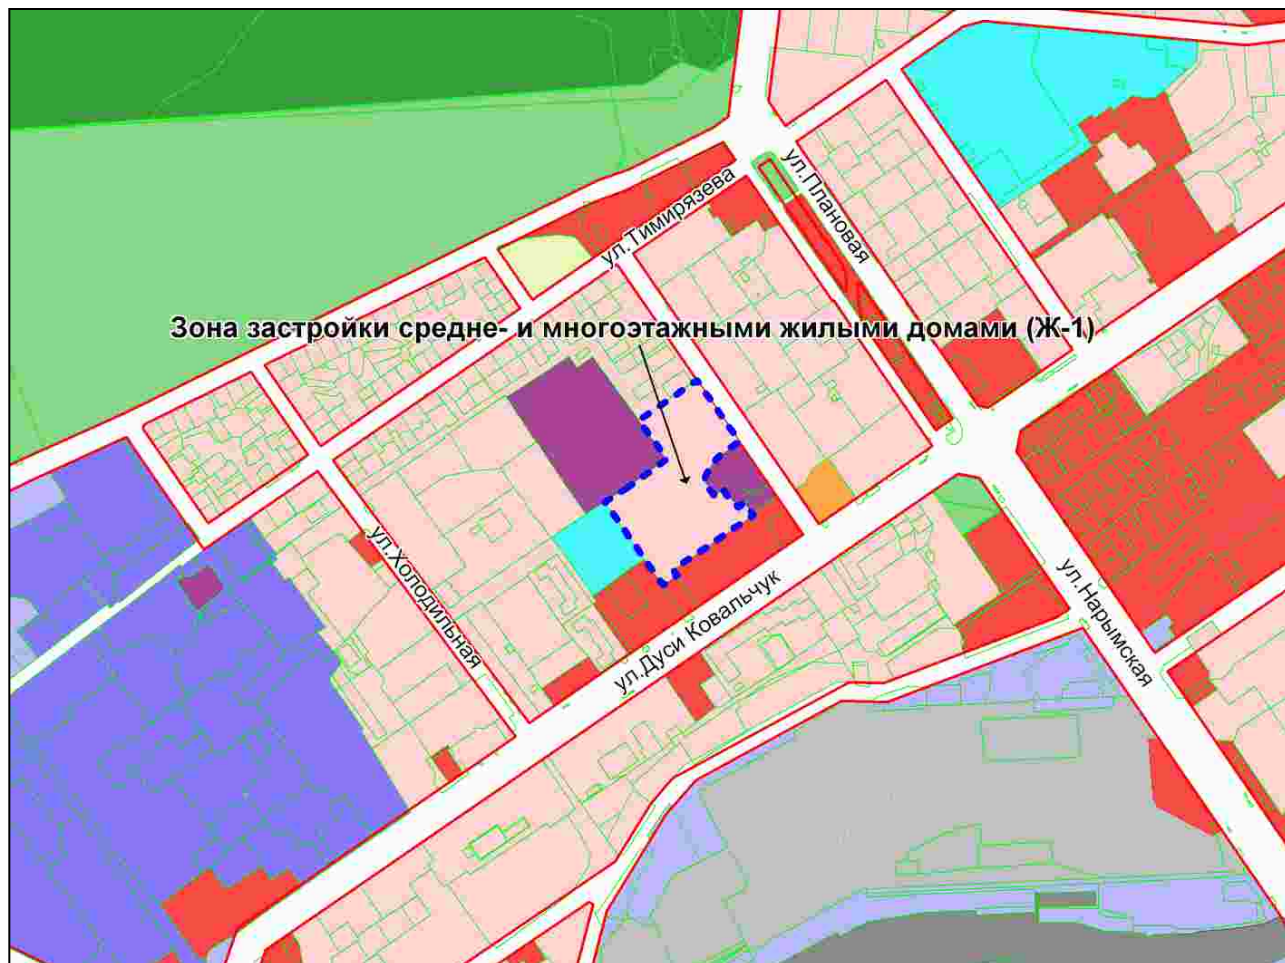 ул.Плановая
ул.Тимирязева
Зона застройки средне- и многоэтажными жилыми домами (Ж-1)
ул.Холодильная
ул.Дуси Ковальчук
ул.Нарымская